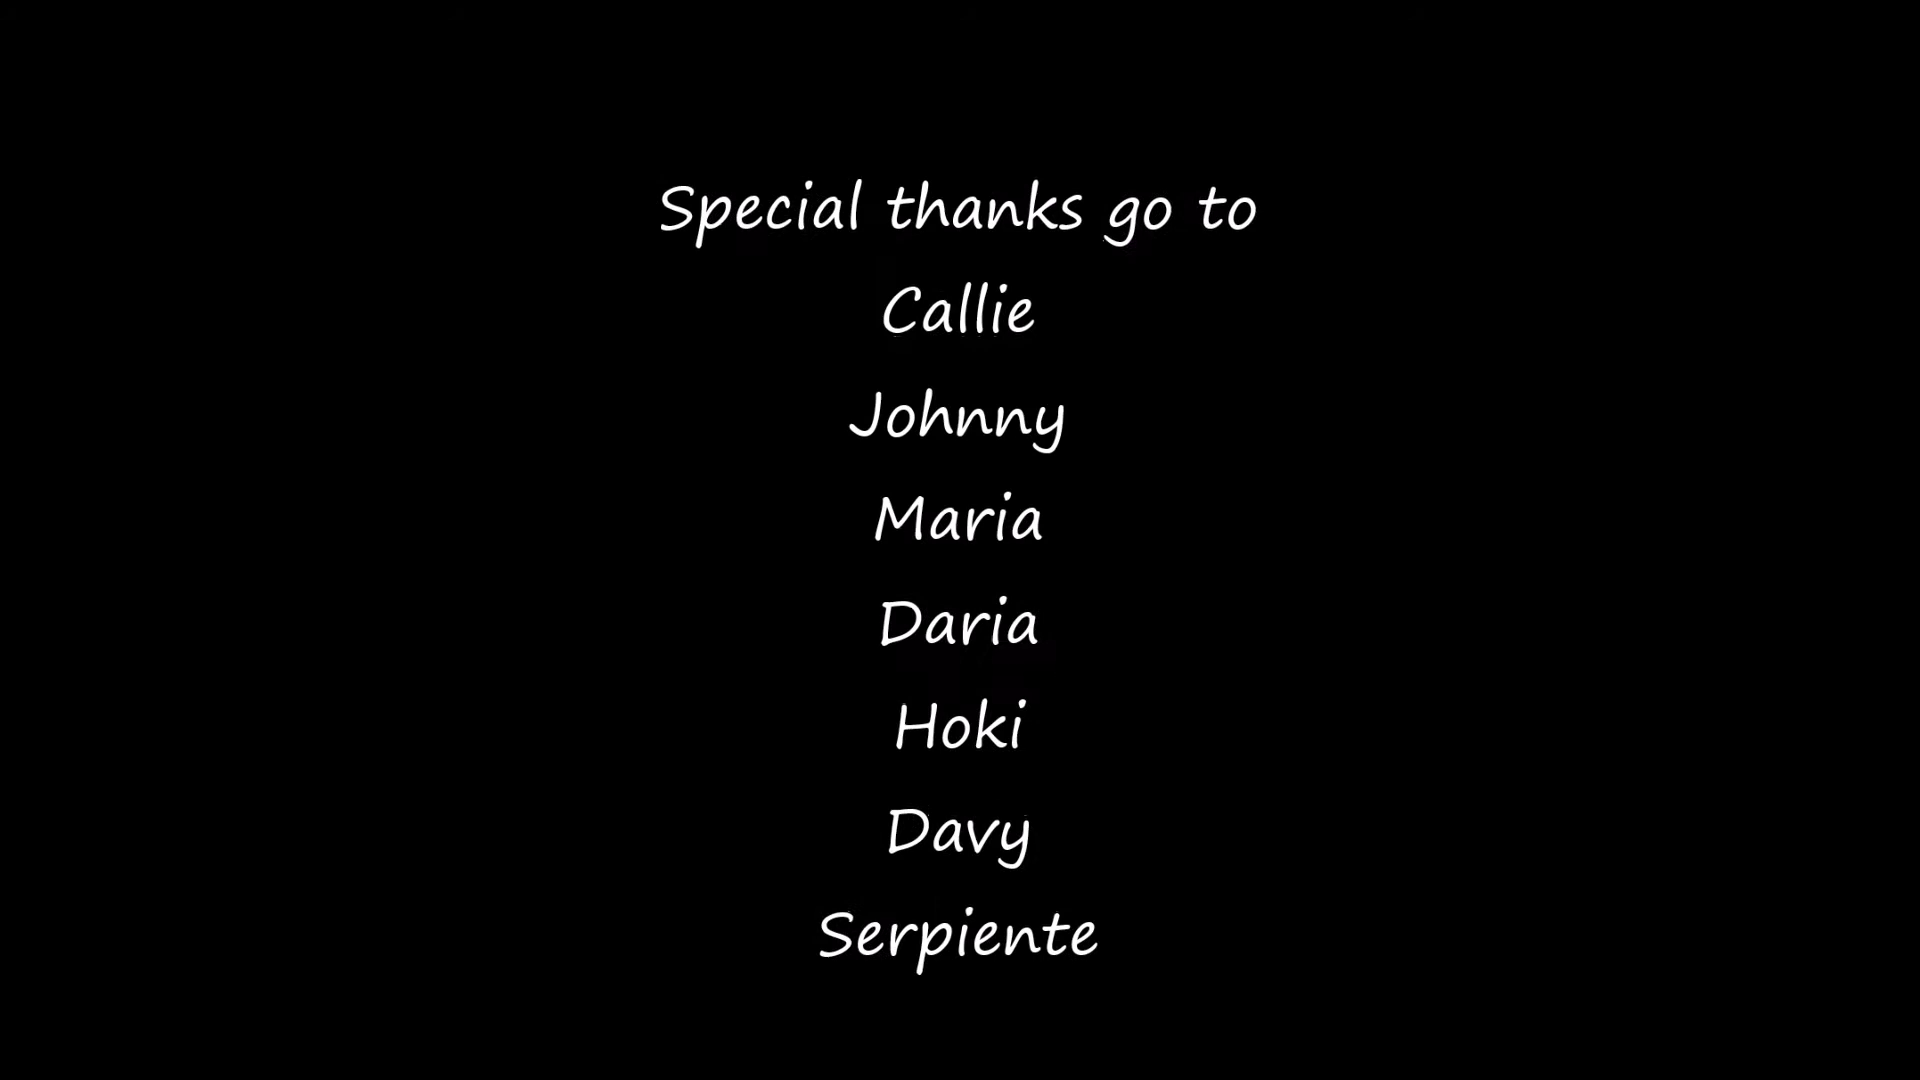 Special thanks go to
Callie
Johnny
Maria
Daria
Hoki
Davy
Serpiente